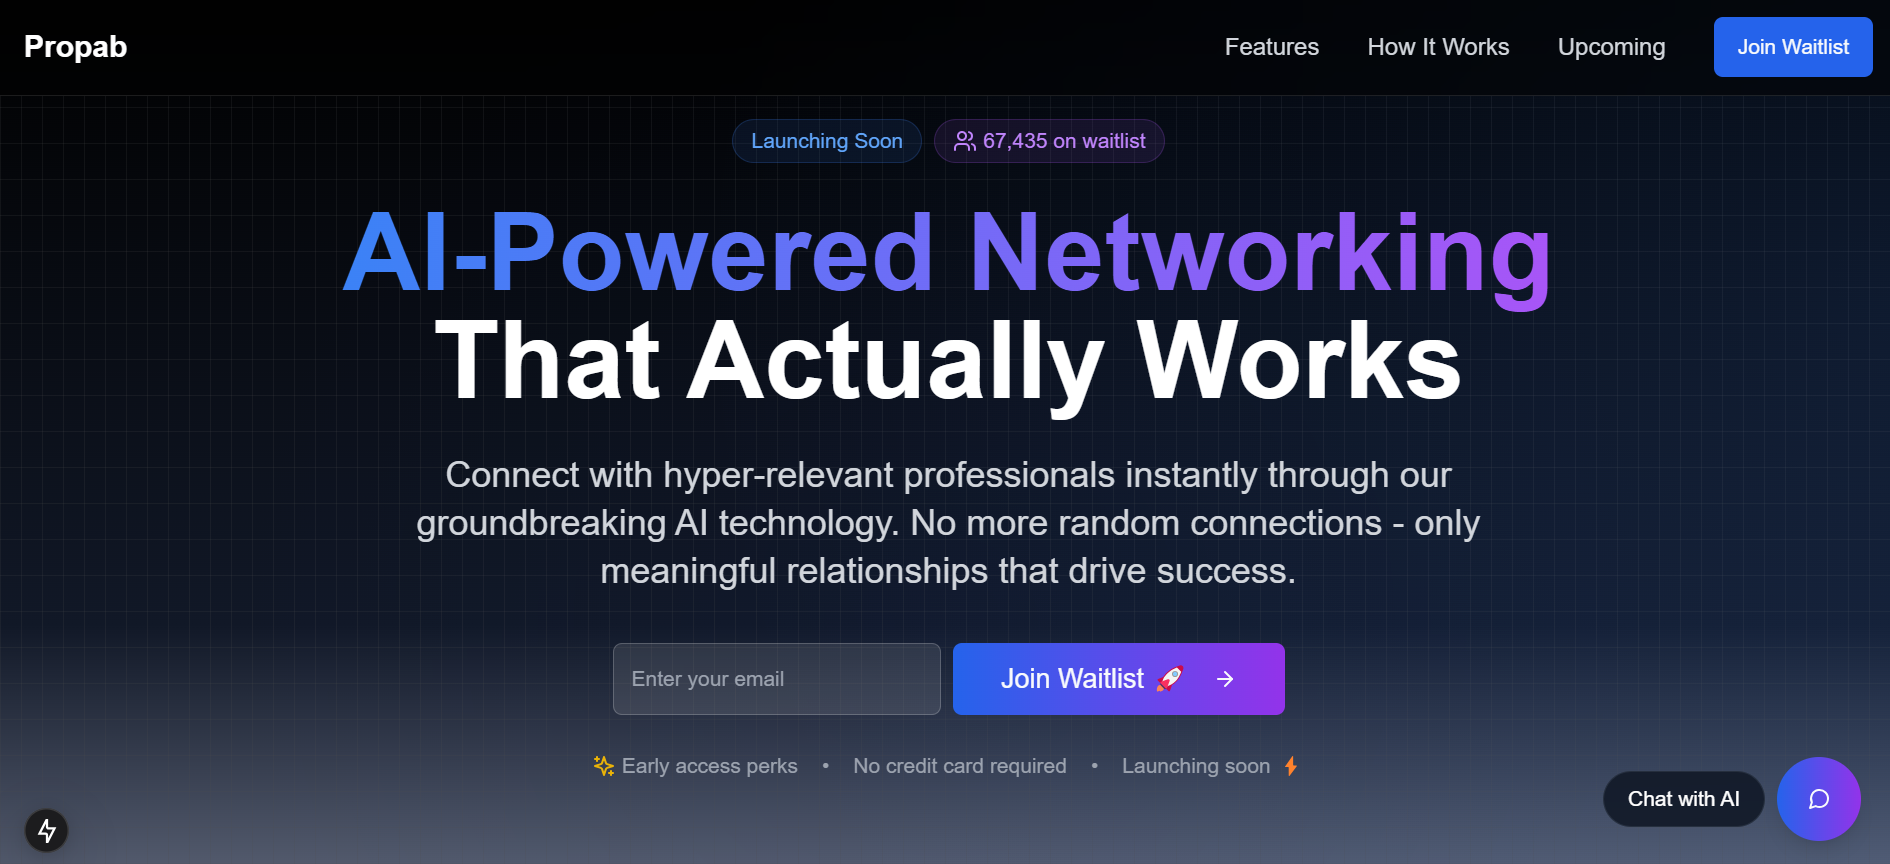 Propab
Features
How It Works
Upcoming
Join Waitlist
Launching Soon
67,435 on waitlist
AI-Powered Networking
That Actually Works
Connect with hyper-relevant professionals instantly through our
groundbreaking AI technology. No more random connections - only
meaningful relationships that drive success.
Enter your email
Join Waitlist 🚀 →
Early access perks • No credit card required • Launching soon
Chat with AI